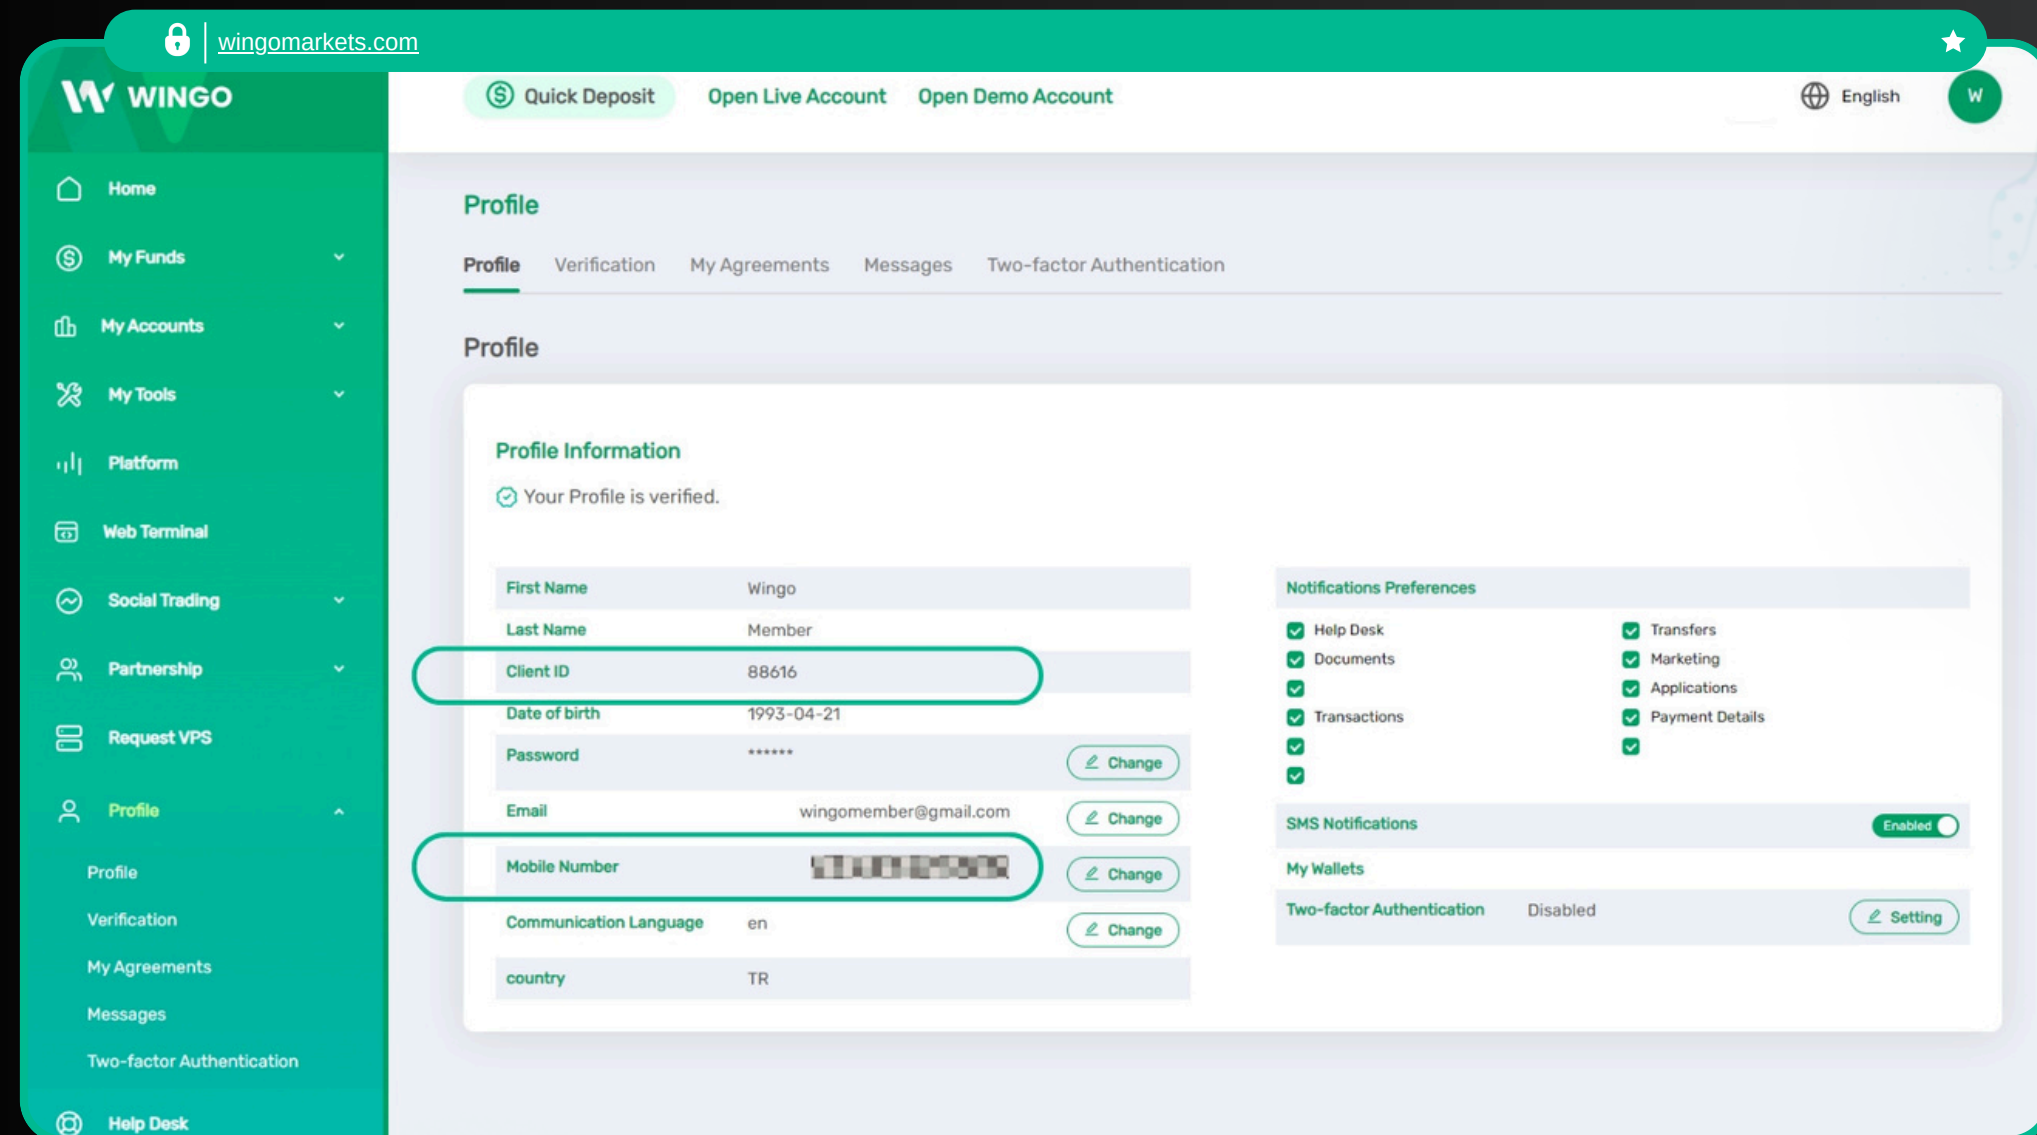 wingomarkets.com
WINGO
Quick Deposit
Open Live Account
Open Demo Account
English
W
Home
My Funds
My Accounts
My Tools
Platform
Web Terminal
Social Trading
Partnership
Request VPS
Profile
Profile
Verification
My Agreements
Messages
Two-factor Authentication
Help Desk
Profile
Profile Verification My Agreements Messages Two-factor Authentication
Profile
Profile Information
Your Profile is verified.
First Name Wingo
Last Name Member
Client ID 88616
Date of birth 1993-04-21
Password ****** Change
Email wingomember@gmail.com Change
Mobile Number Change
Communication Language en Change
country TR
Notifications Preferences
Help Desk Transfers
Documents Marketing
Applications
Transactions Payment Details
SMS Notifications Enabled
My Wallets
Two-factor Authentication Disabled Setting